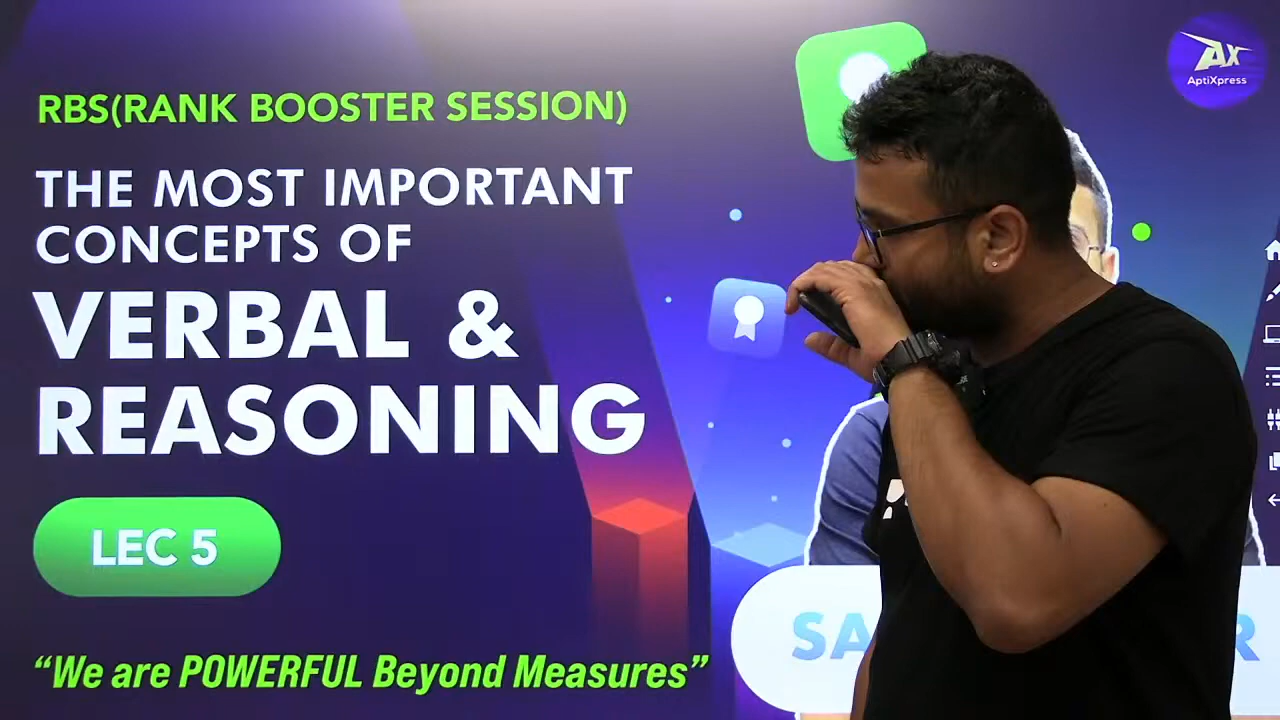 RBS(RANK BOOSTER SESSION)
THE MOST IMPORTANT
CONCEPTS OF
VERBAL &
REASONING
LEC 5
“We are POWERFUL Beyond Measures”
AX
AptiXpress